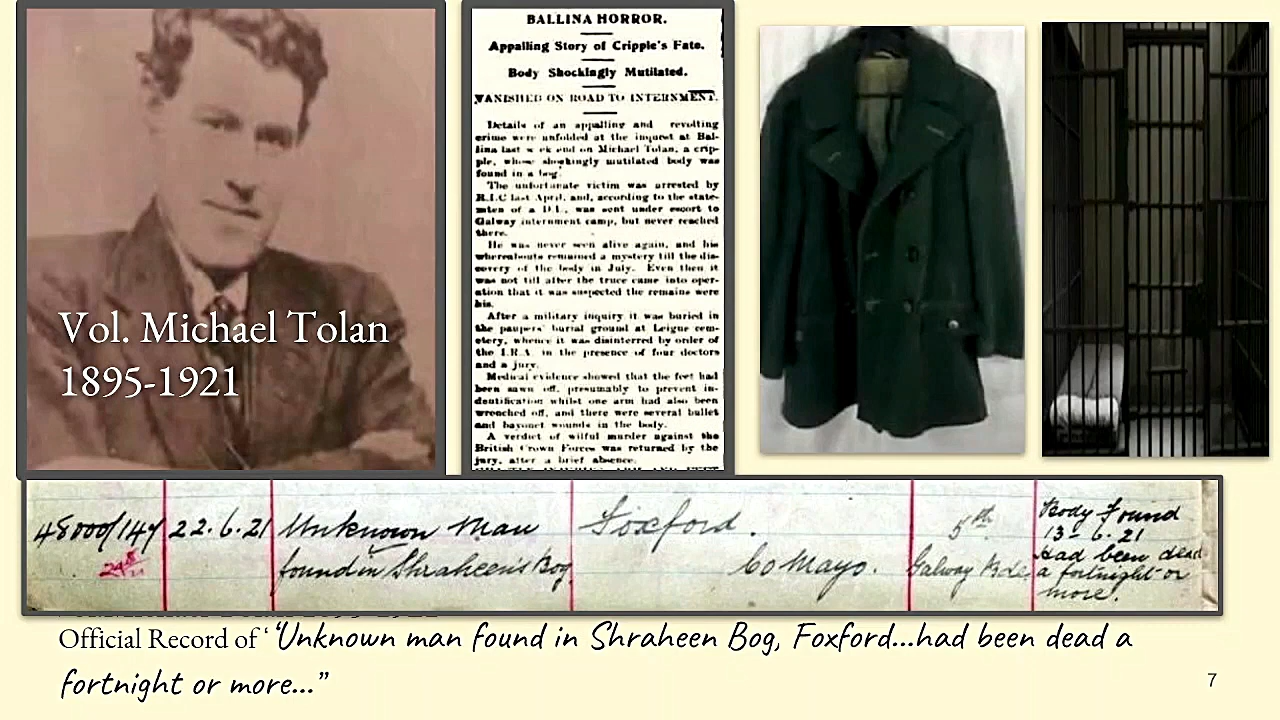 Vol. Michael Tolan
1895-1921
BALLINA HORROR.
Appalling Story of Cripple's Fate.
Body Shockingly Mutilated.
VANISHED ON ROAD TO INTERNMENT.
Details of an appalling and revolting
crime were unfolded at the inquest at Bal-
lina last week end on Michael Tolan, a crip-
ple, whose shockingly mutilated body was
found in a bog.
The unfortunate victim was arrested by
R.I.C last April, and, according to the state-
mten of a D.I., was sent under escort to
Galway internment camp, but never reached
there.
He was never seen alive again, and his
whereabouts remained a mystery till the dis-
covery of the body in July. Even then it
was not till after the truce came into oper-
ation that it was suspected the remains were
his.
After a military inquiry it was buried in
the paupers' burial ground at Leigue cem-
etery, whence it was disinterred by order of
the I.R.A. in the presence of four doctors
and a jury.
Medical evidence showed that the feet had
been sawn off, presumably to prevent in-
dentification whilst one arm had also been
wrenched off, and there were several bullet
and bayonet wounds in the body.
A verdict of wilful murder against the
British Crown Forces was returned by the
jury, after a brief absence.
48000/147 22.6.21 Unknown Man Foxford. 5th Body found
13-6.21
found in Shraheen's Bog Co Mayo. Galway Bde Had been dead
a fortnight or
more.
Official Record of ‘“Unknown man found in Shraheen Bog, Foxford...had been dead a
fortnight or more...”
7